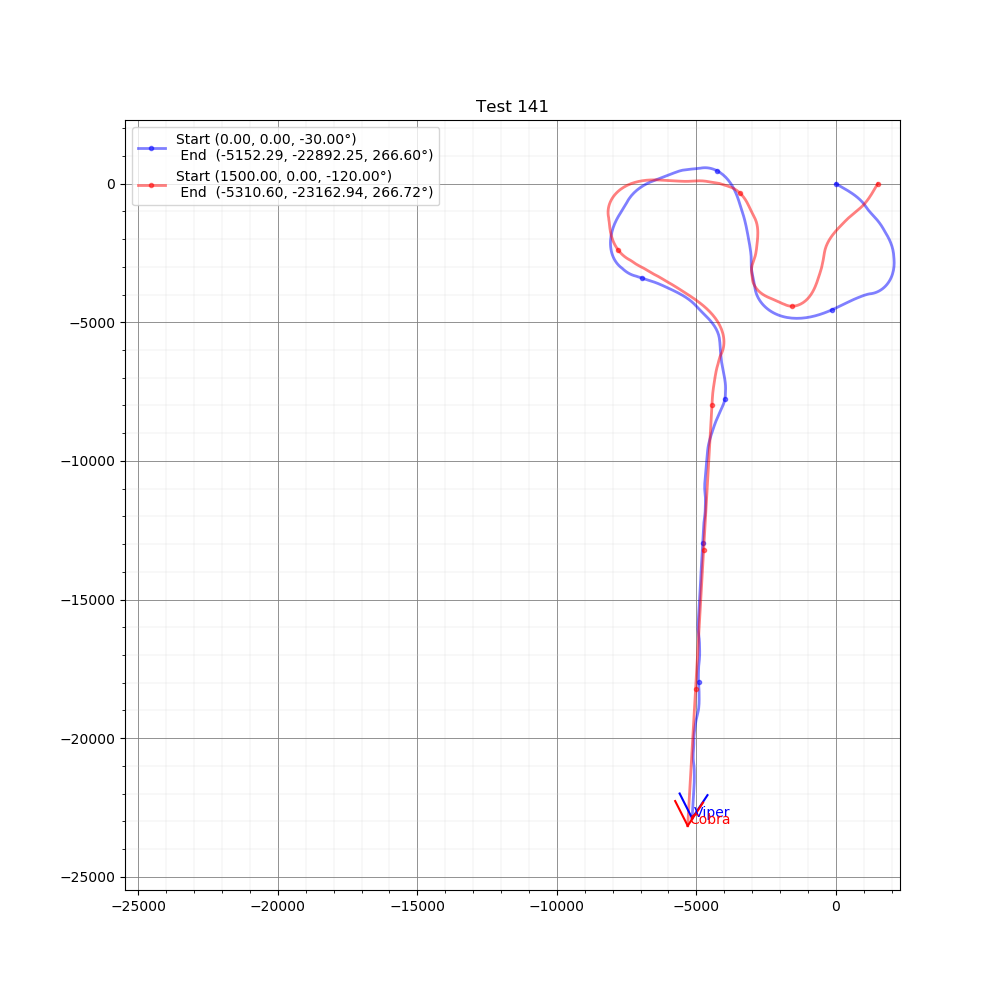 Test 141
Start (0.00, 0.00, -30.00°)
End  (-5152.29, -22892.25, 266.60°)
Start (1500.00, 0.00, -120.00°)
End  (-5310.60, -23162.94, 266.72°)
0
−5000
−10000
−15000
−20000
−25000
Viper
Cobra
−25000 −20000 −15000 −10000 −5000 0